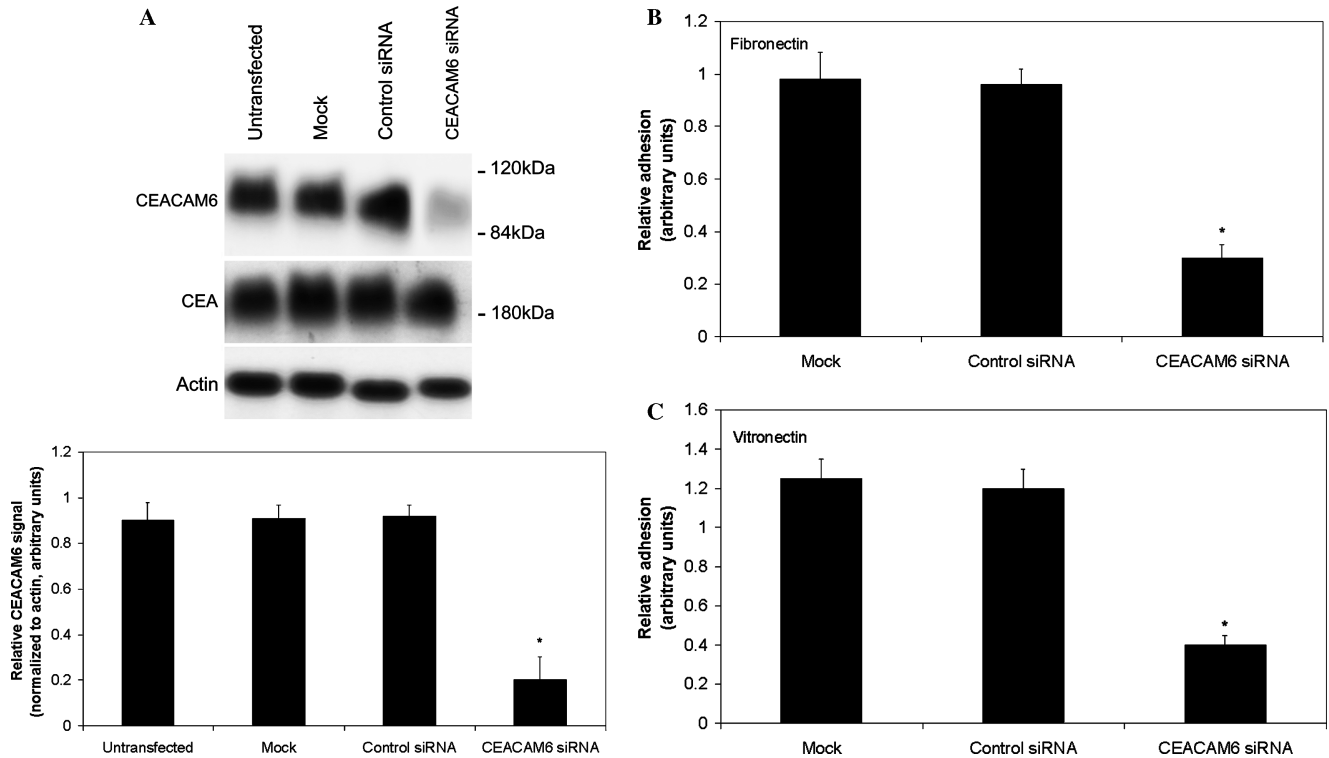 A
Untransfected
Mock
Control siRNA
CEACAM6 siRNA
CEACAM6
- 120kDa
- 84kDa
CEA
- 180kDa
Actin
Relative CEACAM6 signal
(normalized to actin, arbitrary units)
1.2
1
0.8
0.6
0.4
0.2
0
*
Untransfected
Mock
Control siRNA
CEACAM6 siRNA
B
Fibronectin
Relative adhesion
(arbitrary units)
1.2
1
0.8
0.6
0.4
0.2
0
*
Mock
Control siRNA
CEACAM6 siRNA
C
Vitronectin
Relative adhesion
(arbitrary units)
1.6
1.4
1.2
1
0.8
0.6
0.4
0.2
0
*
Mock
Control siRNA
CEACAM6 siRNA